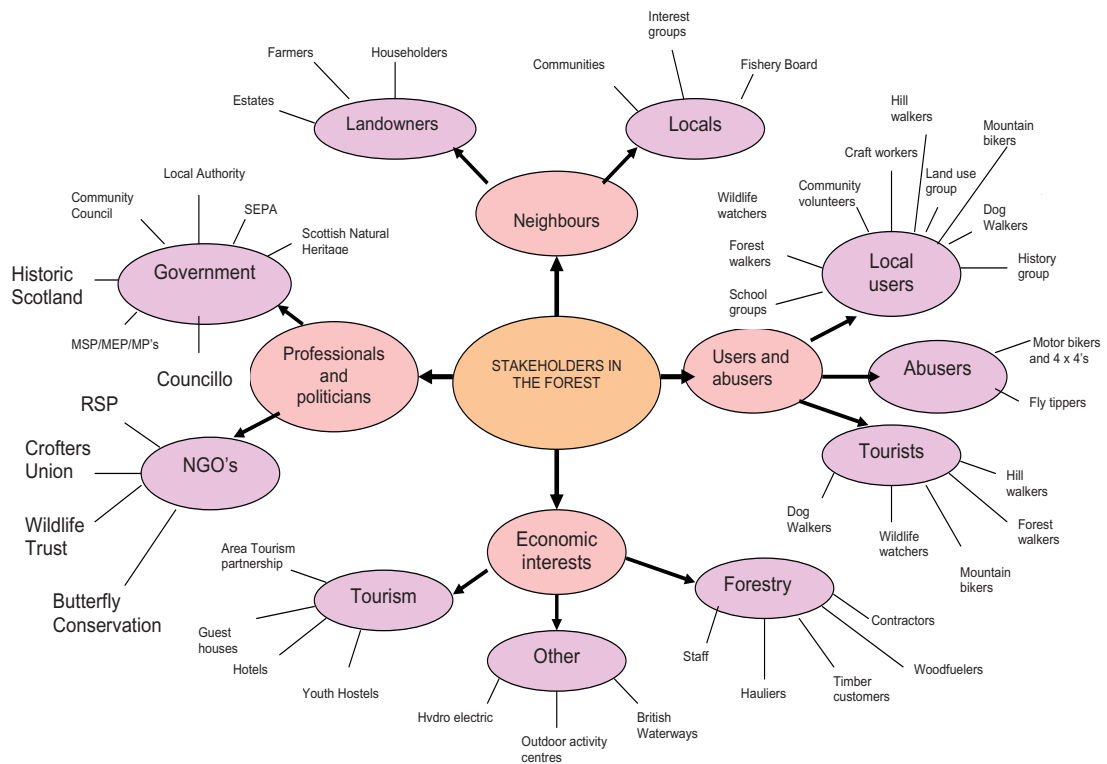 Interest
groups
Farmers
Householders
Communities
Fishery Board
Estates
Landowners
Locals
Hill
walkers
Mountain
bikers
Craft workers
Land use
group
Community
volunteers
Wildlife
watchers
Dog
Walkers
Forest
walkers
History
group
School
groups
Local
users
Local Authority
Community
Council
SEPA
Scottish Natural
Heritage
Historic
Scotland
Government
MSP/MEP/MP's
Councillo
Neighbours
Professionals
and
politicians
STAKEHOLDERS IN
THE FOREST
Users and
abusers
Abusers
Motor bikers
and 4 x 4's
Fly tippers
RSP
Crofters
Union
NGO's
Wildlife
Trust
Butterfly
Conservation
Tourists
Hill
walkers
Dog
Walkers
Wildlife
watchers
Forest
walkers
Mountain
bikers
Economic
interests
Area Tourism
partnership
Tourism
Guest
houses
Hotels
Youth Hostels
Other
Hydro electric
Outdoor activity
centres
British
Waterways
Forestry
Contractors
Staff
Woodfuelers
Hauliers
Timber
customers